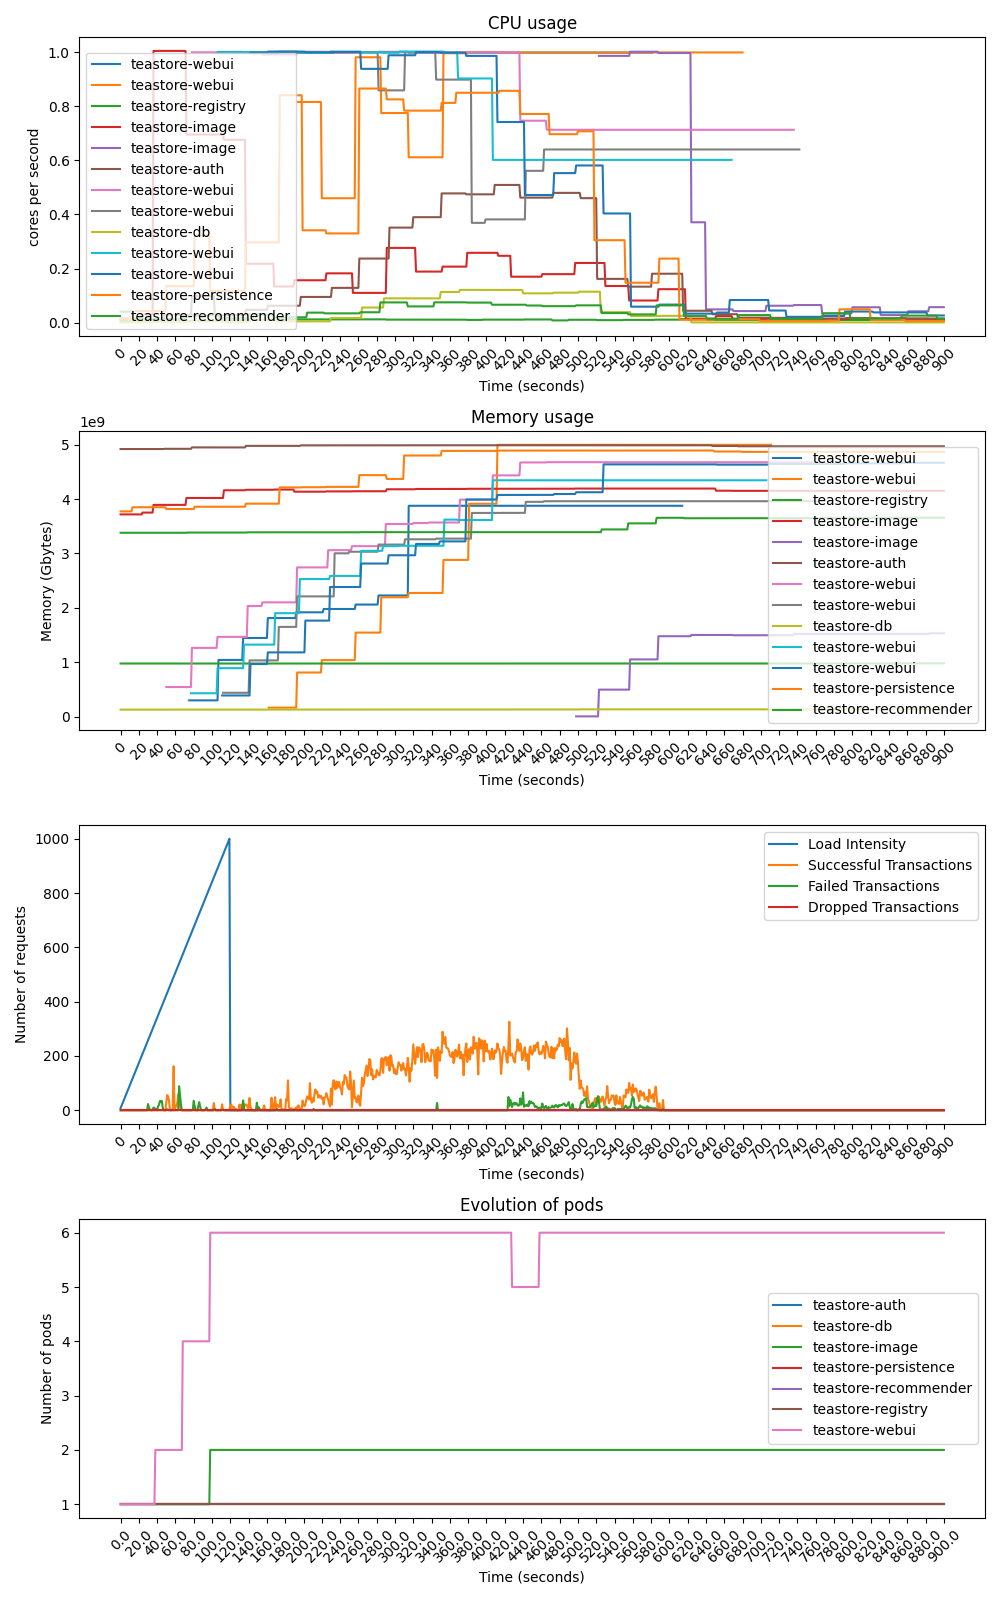 CPU usage
cores per second
1.0
0.8
0.6
0.4
0.2
0.0
teastore-webui
teastore-webui
teastore-registry
teastore-image
teastore-image
teastore-auth
teastore-webui
teastore-webui
teastore-db
teastore-webui
teastore-webui
teastore-persistence
teastore-recommender
0 20 40 60 80 100 120 140 160 180 200 220 240 260 280 300 320 340 360 380 400 420 440 460 480 500 520 540 560 580 600 620 640 660 680 700 720 740 760 780 800 820 840 860 880 900
Time (seconds)
Memory usage
1e9
Memory (Gbytes)
5
4
3
2
1
0
teastore-webui
teastore-webui
teastore-registry
teastore-image
teastore-image
teastore-auth
teastore-webui
teastore-webui
teastore-db
teastore-webui
teastore-webui
teastore-persistence
teastore-recommender
0 20 40 60 80 100 120 140 160 180 200 220 240 260 280 300 320 340 360 380 400 420 440 460 480 500 520 540 560 580 600 620 640 660 680 700 720 740 760 780 800 820 840 860 880 900
Time (seconds)
Number of requests
1000
800
600
400
200
0
Load Intensity
Successful Transactions
Failed Transactions
Dropped Transactions
0 20 40 60 80 100 120 140 160 180 200 220 240 260 280 300 320 340 360 380 400 420 440 460 480 500 520 540 560 580 600 620 640 660 680 700 720 740 760 780 800 820 840 860 880 900
Time (seconds)
Evolution of pods
Number of pods
6
5
4
3
2
1
teastore-auth
teastore-db
teastore-image
teastore-persistence
teastore-recommender
teastore-registry
teastore-webui
0.0 20.0 40.0 60.0 80.0 100.0 120.0 140.0 160.0 180.0 200.0 220.0 240.0 260.0 280.0 300.0 320.0 340.0 360.0 380.0 400.0 420.0 440.0 460.0 480.0 500.0 520.0 540.0 560.0 580.0 600.0 620.0 640.0 660.0 680.0 700.0 720.0 740.0 760.0 780.0 800.0 820.0 840.0 860.0 880.0 900.0
Time (seconds)